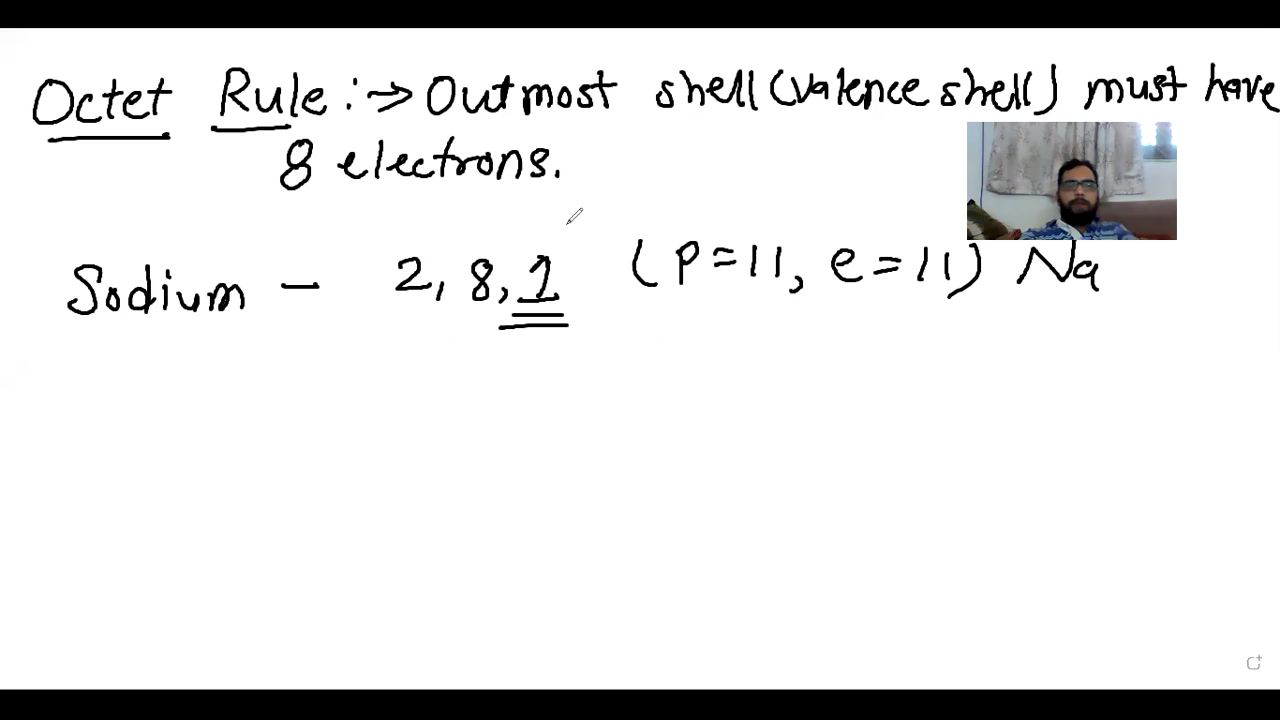 Octet Rule :→ Outmost shell (valence shell) must have
8 electrons.
Sodium - 2, 8, 1 (p=11, e=11) Na